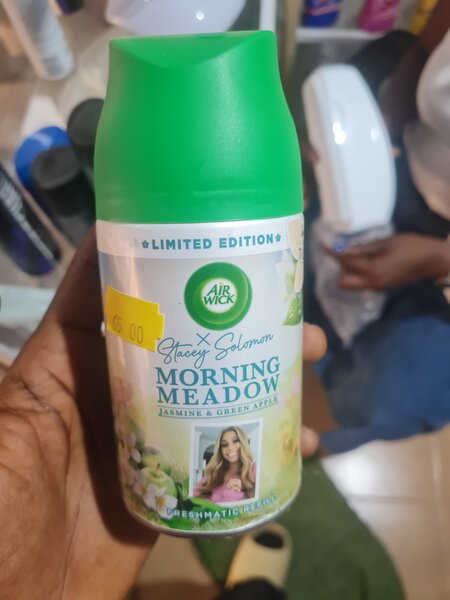 ★LIMITED EDITION★
AIR
WICK
65.00
X
Stacey Solomon
MORNING
MEADOW
JASMINE & GREEN APPLE
FRESHMATIC REFILL